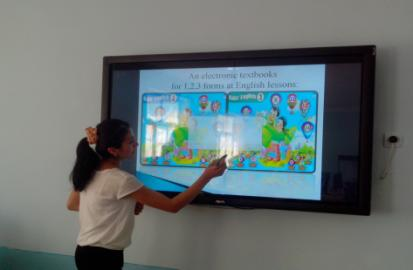 An electronic textbooks
for 1,2,3 forms at English lessons: